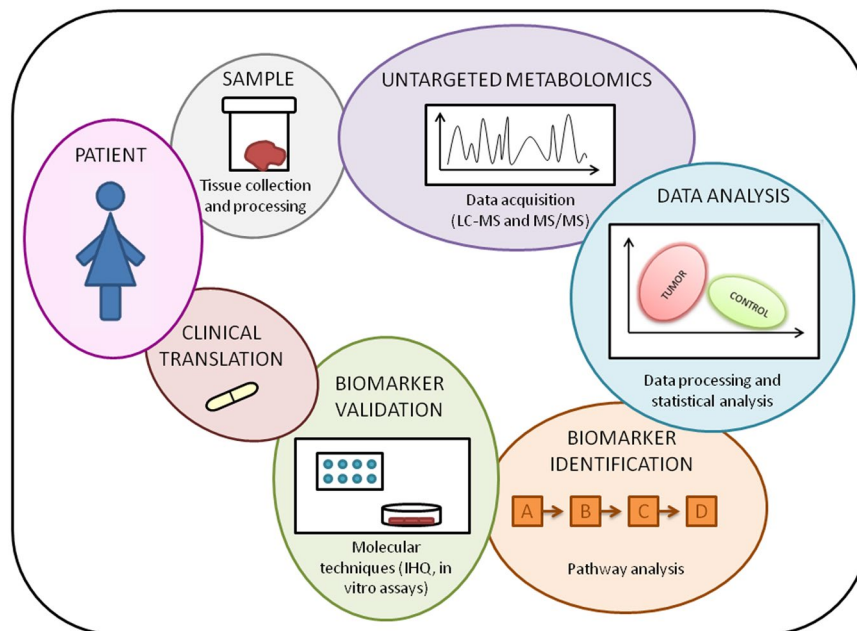 PATIENT
SAMPLE
Tissue collection
and processing
UNTARGETED METABOLOMICS
Data acquisition
(LC-MS and MS/MS)
DATA ANALYSIS
TUMOR
CONTROL
Data processing and
statistical analysis
BIOMARKER
IDENTIFICATION
A B C D
Pathway analysis
BIOMARKER
VALIDATION
Molecular
techniques (IHQ, in
vitro assays)
CLINICAL
TRANSLATION